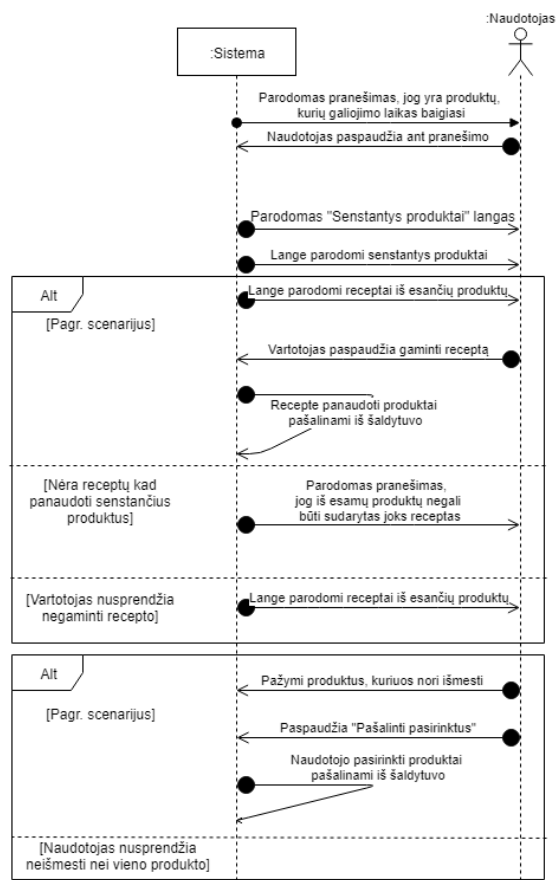 :Naudotojas
:Sistema
Parodomas pranešimas, jog yra produktų,
kurių galiojimo laikas baigiasi
Naudotojas paspaudžia ant pranešimo
Parodomas "Senstantys produktai" langas
Lange parodomi senstantys produktai
Alt
Lange parodomi receptai iš esančių produktų
[Pagr. scenarijus]
Vartotojas paspaudžia gaminti receptą
Recepte panaudoti produktai
pašalinami iš šaldytuvo
[Nėra receptų kad
panaudoti senstančius
produktus]
Parodomas pranešimas,
jog iš esamų produktų negali
būti sudarytas joks receptas
[Vartotojas nusprendžia
negaminti recepto]
Lange parodomi receptai iš esančių produktų
Alt
Pažymi produktus, kuriuos nori išmesti
[Pagr. scenarijus]
Paspaudžia "Pašalinti pasirinktus"
Naudotojo pasirinkti produktai
pašalinami iš šaldytuvo
[Naudotojas nusprendžia
neišmesti nei vieno produkto]